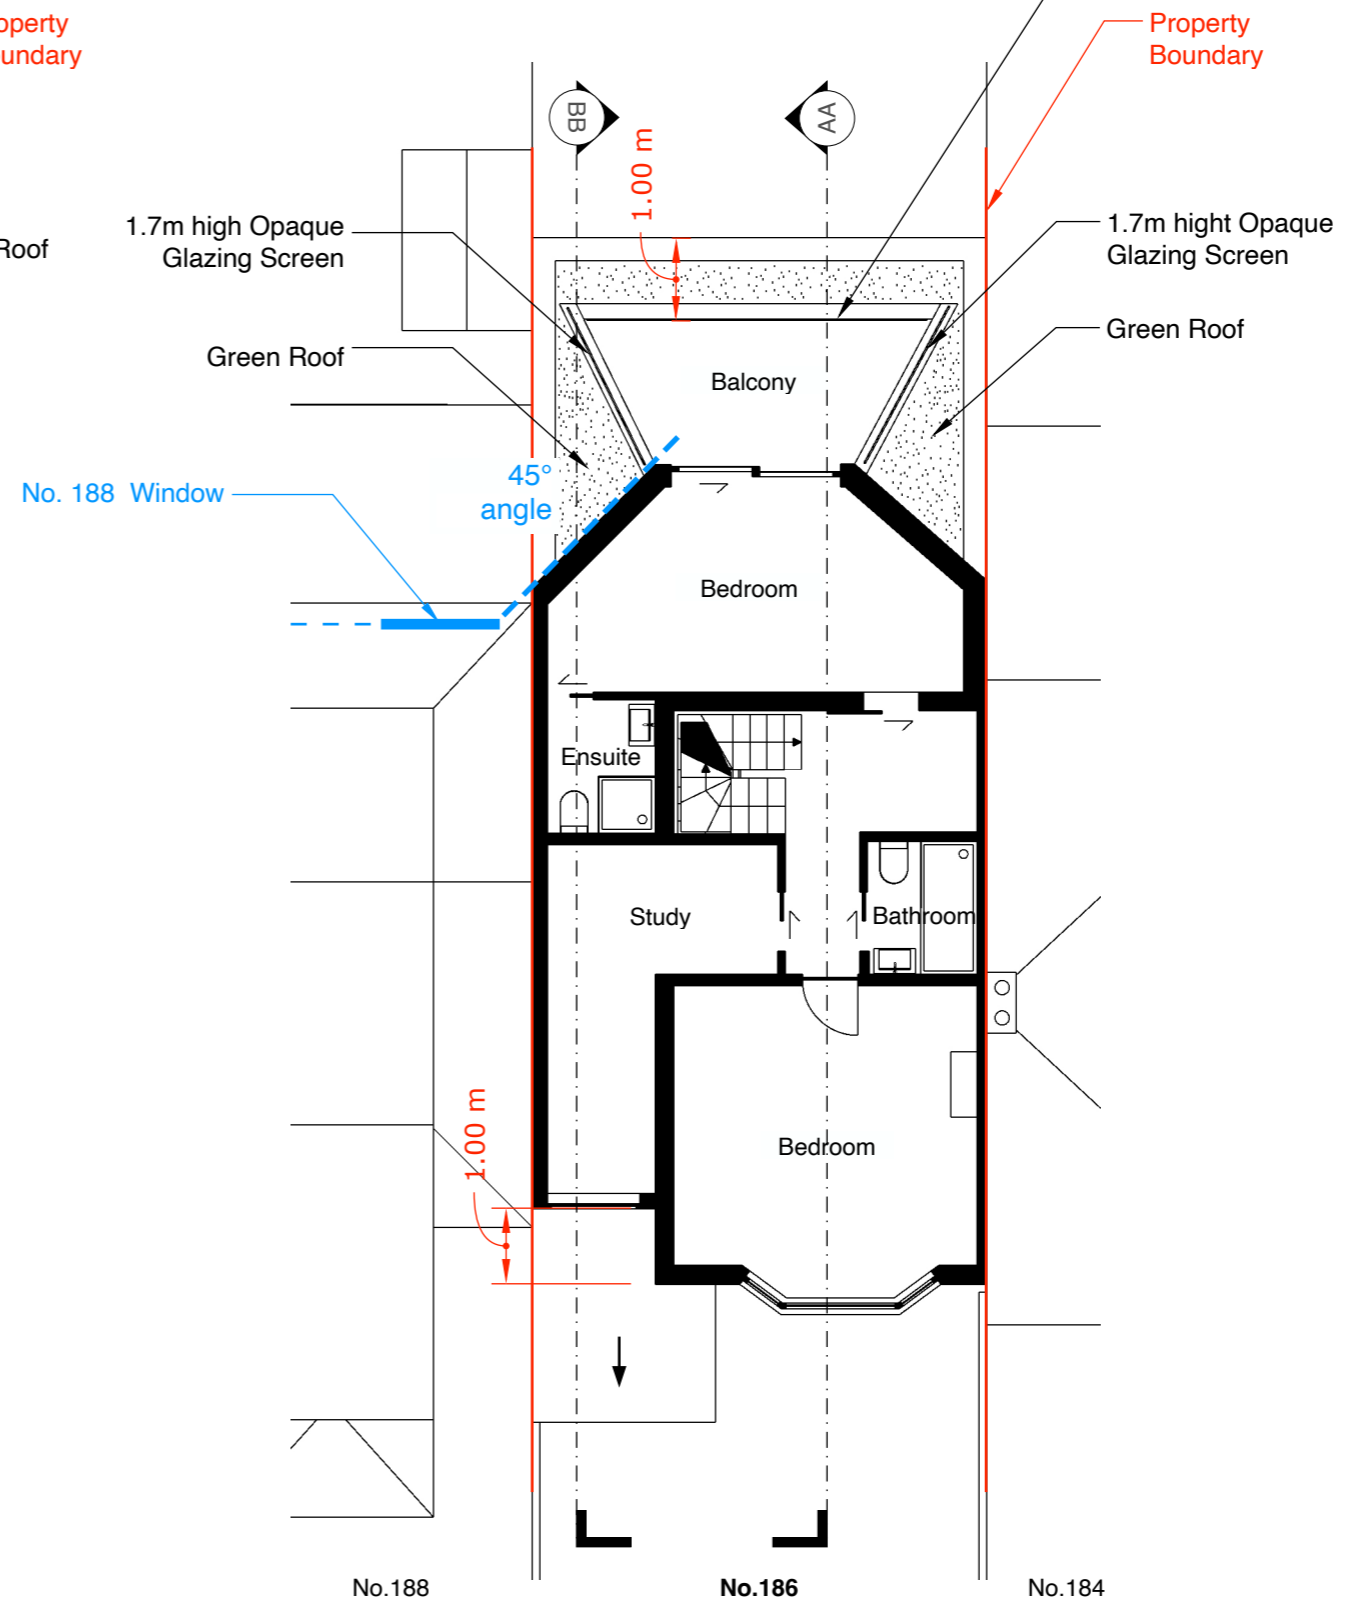 operty
undary
Property
Boundary
BB
AA
1.00 m
1.7m high Opaque
Glazing Screen
1.7m hight Opaque
Glazing Screen
Roof
Green Roof
Green Roof
Balcony
No. 188 Window
45°
angle
Bedroom
Ensuite
Study
Bathroom
1.00 m
Bedroom
No.188
No.186
No.184